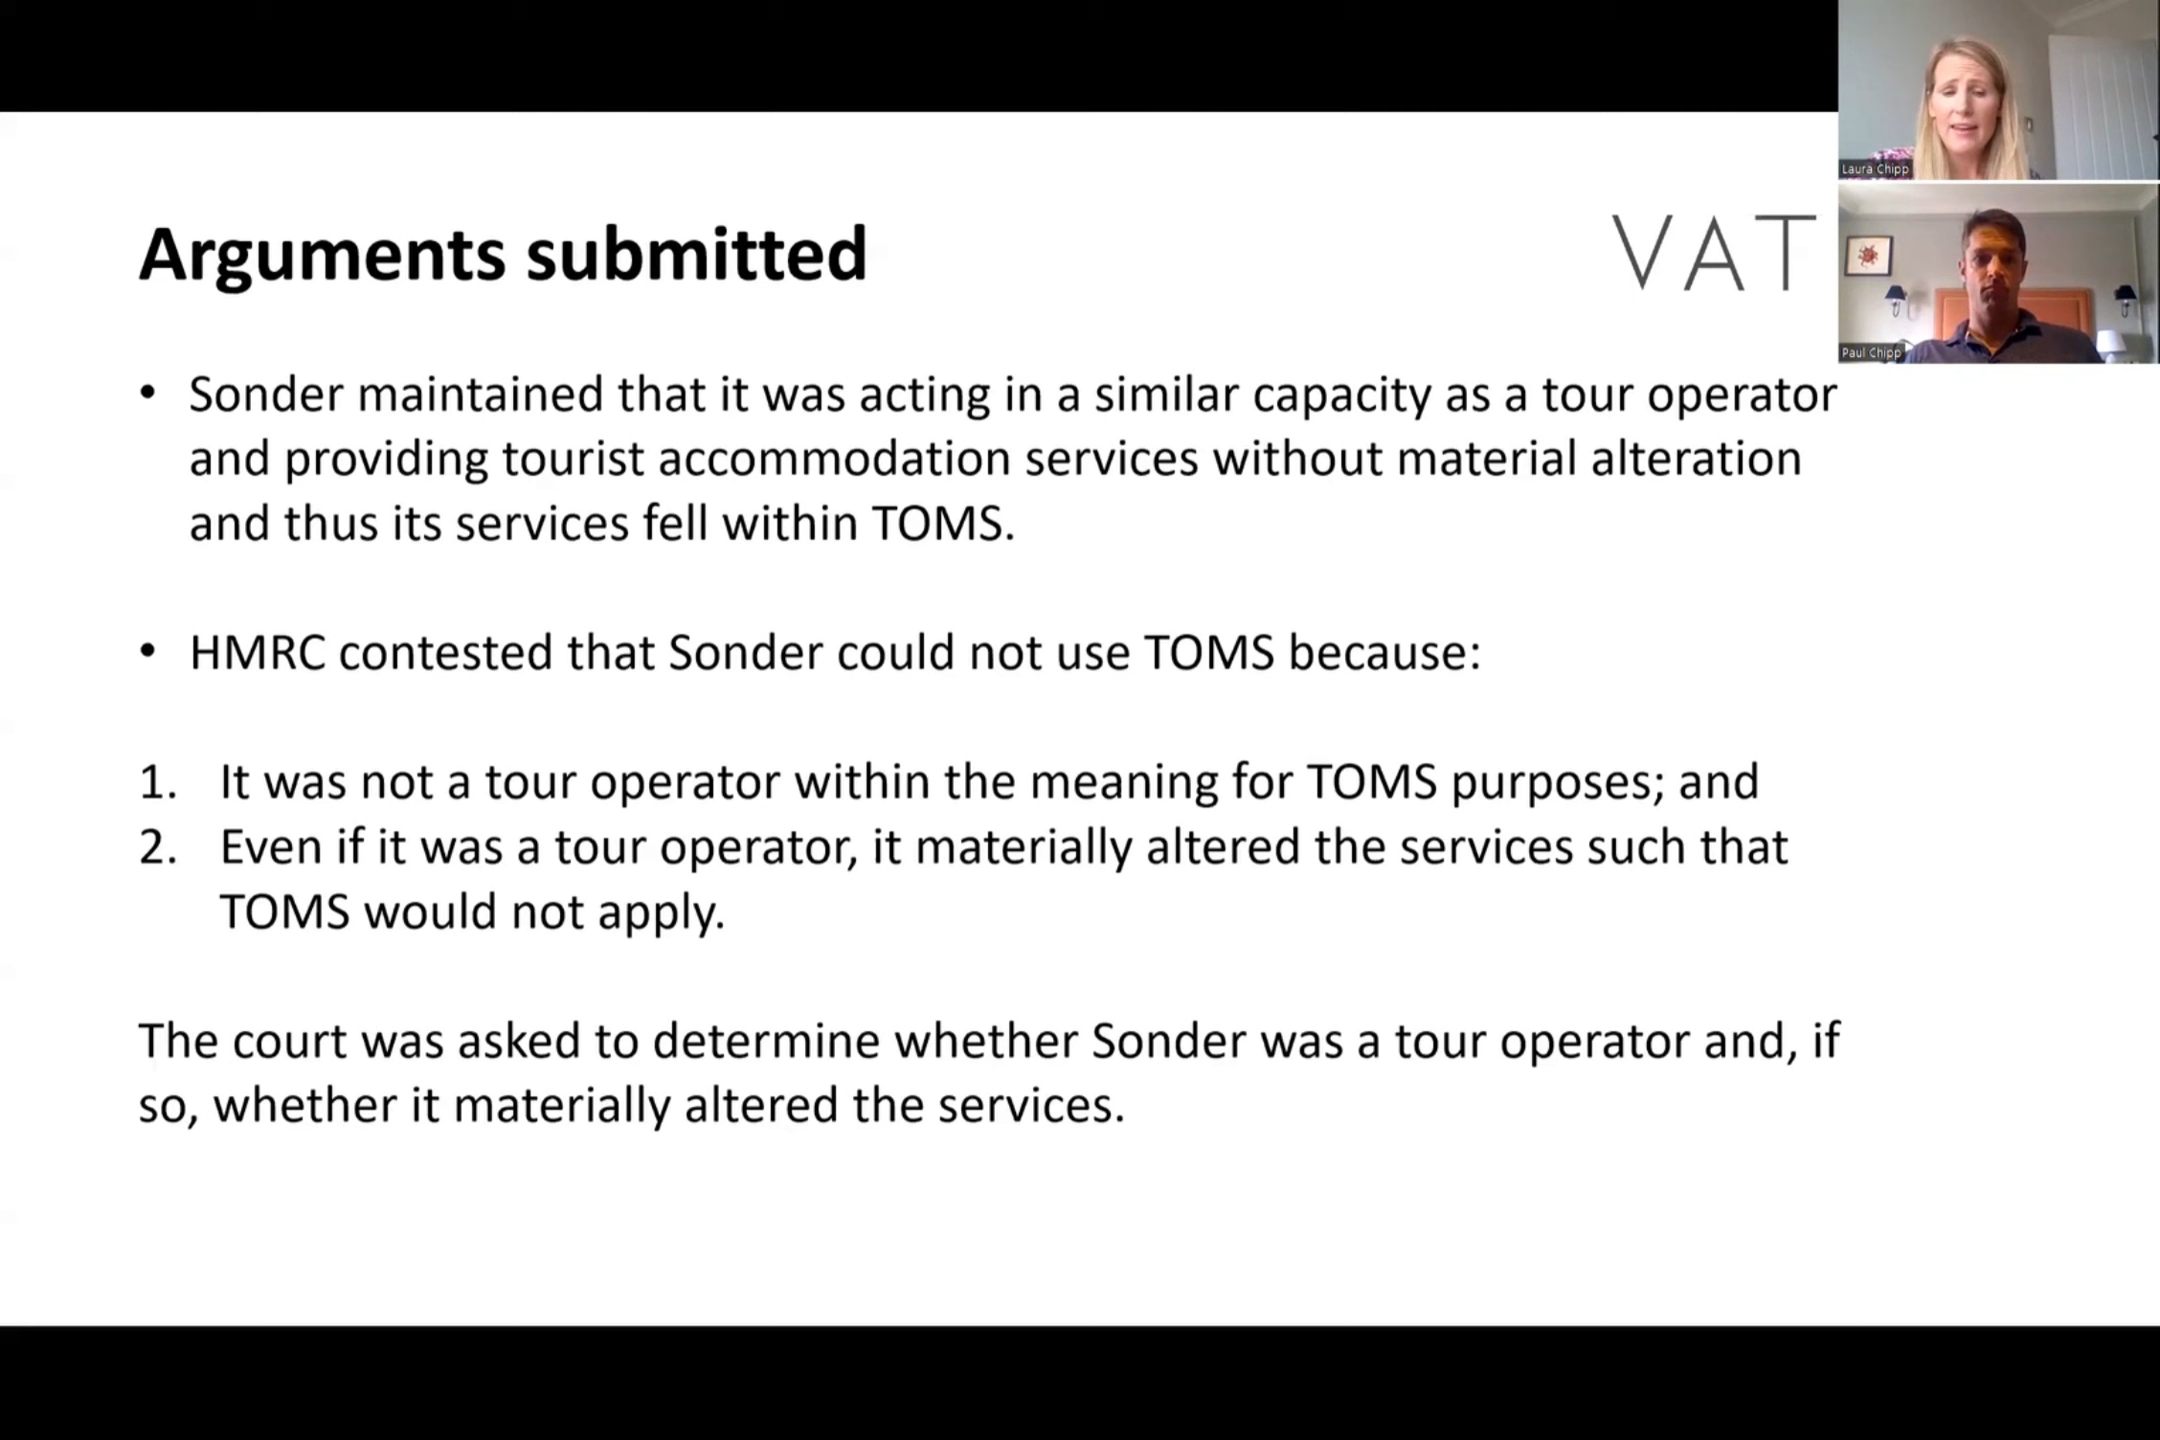 Laura Chipp
Arguments submitted
VAT
Paul Chipp
• Sonder maintained that it was acting in a similar capacity as a tour operator
and providing tourist accommodation services without material alteration
and thus its services fell within TOMS.
• HMRC contested that Sonder could not use TOMS because:
1. It was not a tour operator within the meaning for TOMS purposes; and
2. Even if it was a tour operator, it materially altered the services such that
TOMS would not apply.
The court was asked to determine whether Sonder was a tour operator and, if
so, whether it materially altered the services.